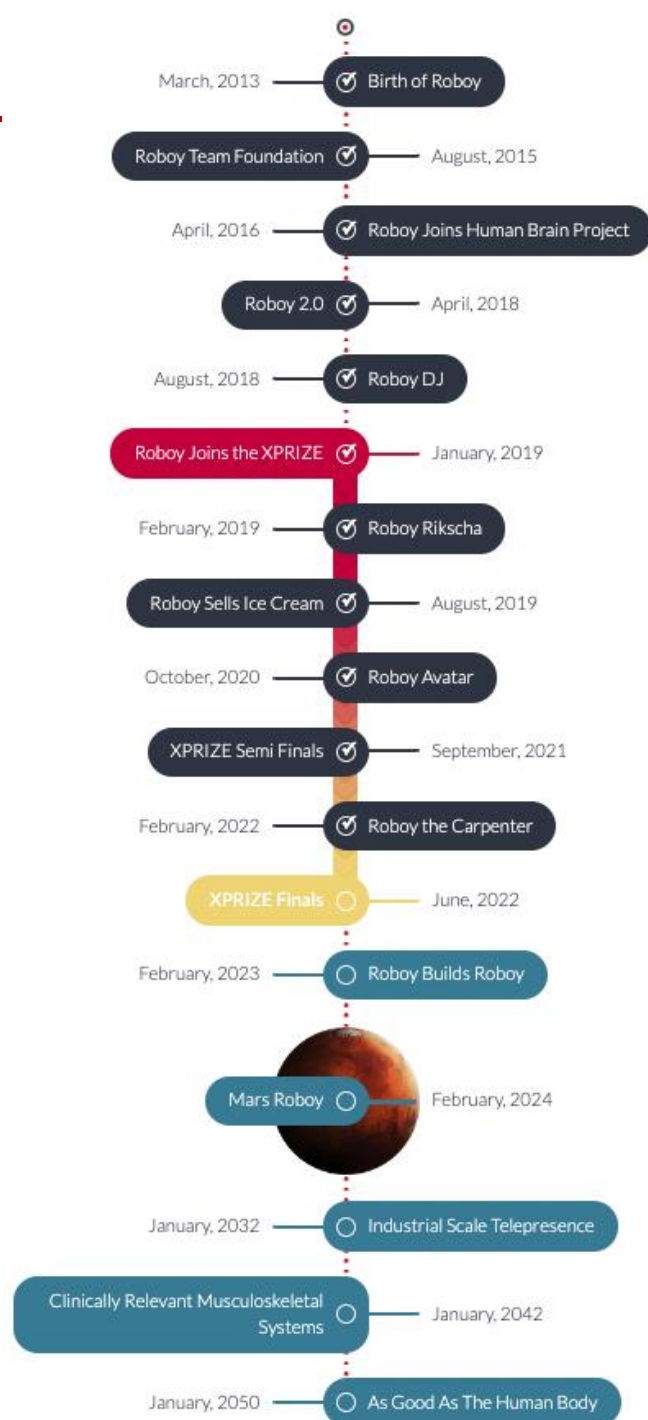 March, 2013 Birth of Roboy
Roboy Team Foundation August, 2015
April, 2016 Roboy Joins Human Brain Project
Roboy 2.0 April, 2018
August, 2018 Roboy DJ
Roboy Joins the XPRIZE January, 2019
February, 2019 Roboy Rikscha
Roboy Sells Ice Cream August, 2019
October, 2020 Roboy Avatar
XPRIZE Semi Finals September, 2021
February, 2022 Roboy the Carpenter
XPRIZE Finals June, 2022
February, 2023 Roboy Builds Roboy
Mars Roboy February, 2024
January, 2032 Industrial Scale Telepresence
Clinically Relevant Musculoskeletal
Systems January, 2042
January, 2050 As Good As The Human Body